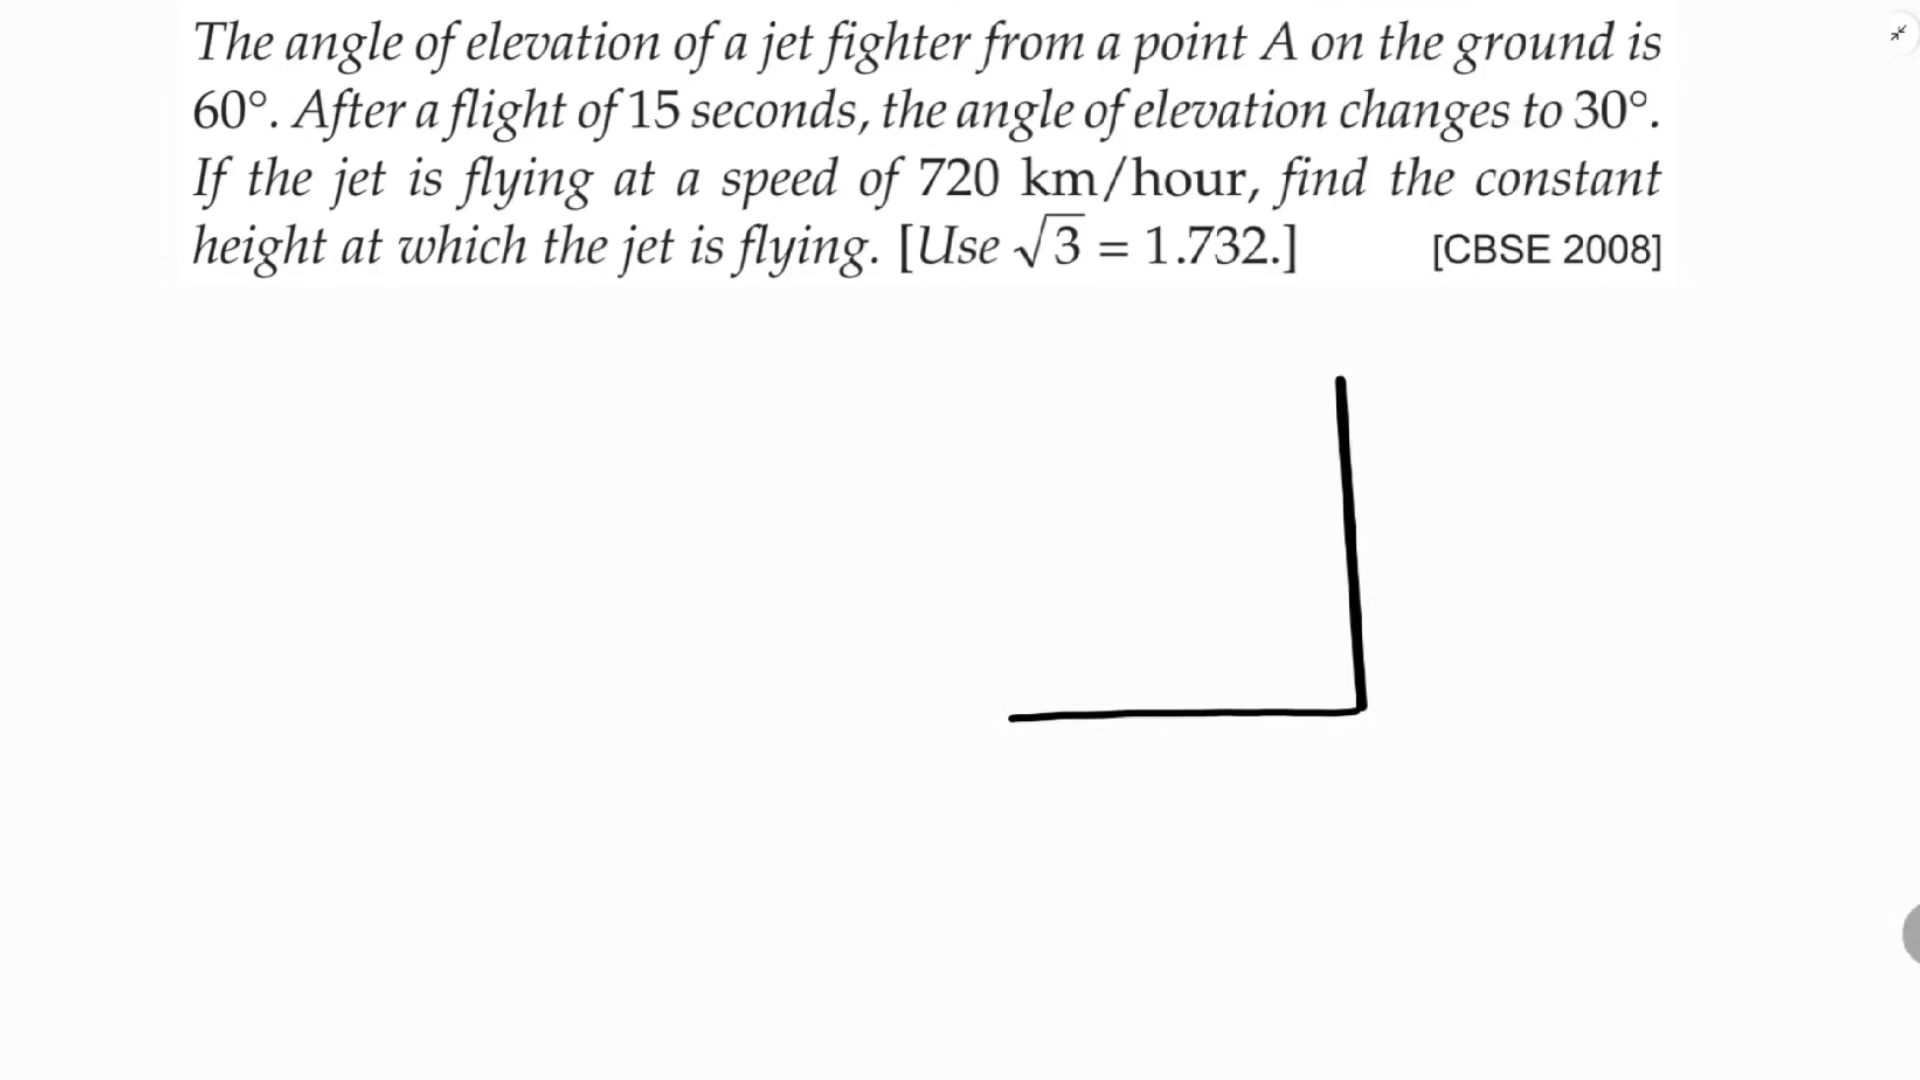 The angle of elevation of a jet fighter from a point A on the ground is
60°. After a flight of 15 seconds, the angle of elevation changes to 30°.
If the jet is flying at a speed of 720 km/hour, find the constant
height at which the jet is flying. [Use √3 = 1.732.] [CBSE 2008]